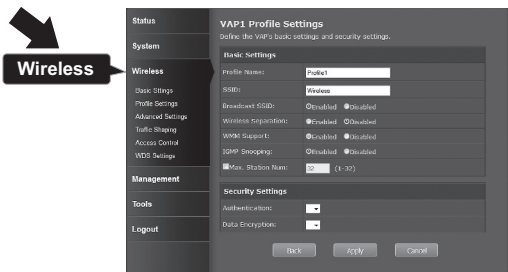 Wireless
Status
System
Wireless
Basic Sttings
Profile Settings
Advanced Settings
Traffic Shaping
Access Control
WDS Settings
Management
Tools
Logout
VAP1 Profile Settings
Define the VAP's basic settings and security settings.
Basic Settings
Profile Name: Profile1
SSID: Wireless
Broadcast SSID: Enabled Disabled
Wireless Separation: Enabled Disabled
WMM Support: Enabled Disabled
IGMP Snooping: Enabled Disabled
Max. Station Num: 32 (1-32)
Security Settings
Authentication:
Data Encryption:
Back Apply Cancel